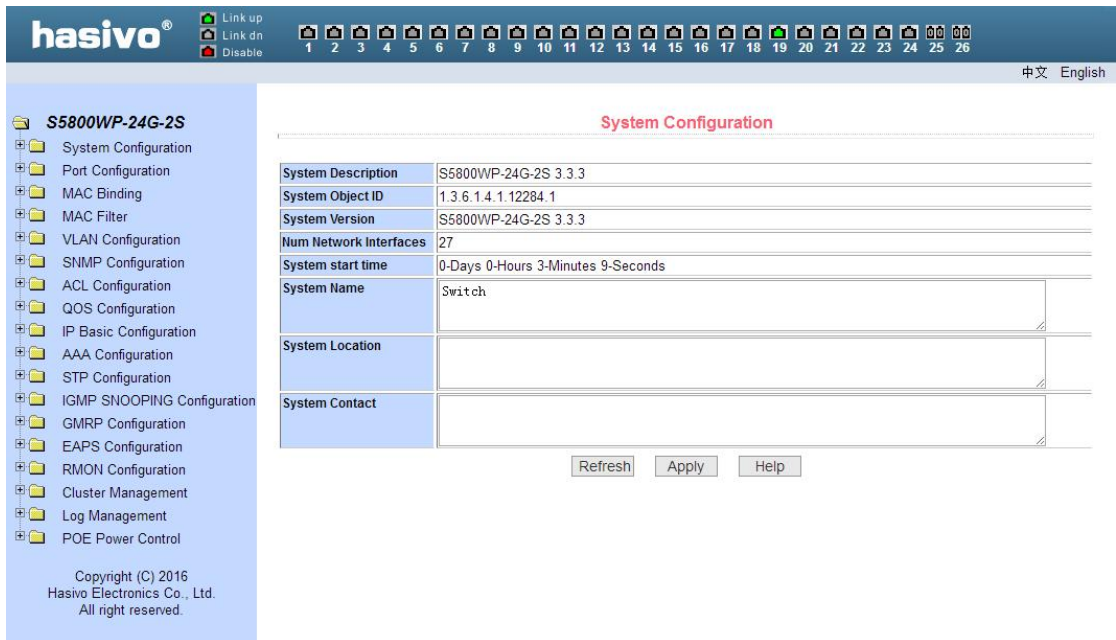 hasivo®
Link up
Link dn
Disable
1 2 3 4 5 6 7 8 9 10 11 12 13 14 15 16 17 18 19 20 21 22 23 24 25 26
中文 English
S5800WP-24G-2S
System Configuration
Port Configuration
MAC Binding
MAC Filter
VLAN Configuration
SNMP Configuration
ACL Configuration
QOS Configuration
IP Basic Configuration
AAA Configuration
STP Configuration
IGMP SNOOPING Configuration
GMRP Configuration
EAPS Configuration
RMON Configuration
Cluster Management
Log Management
POE Power Control
Copyright (C) 2016
Hasivo Electronics Co., Ltd.
All right reserved.
System Configuration
System Description S5800WP-24G-2S 3.3.3
System Object ID 1.3.6.1.4.1.12284.1
System Version S5800WP-24G-2S 3.3.3
Num Network Interfaces 27
System start time 0-Days 0-Hours 3-Minutes 9-Seconds
System Name Switch
System Location
System Contact
Refresh Apply Help